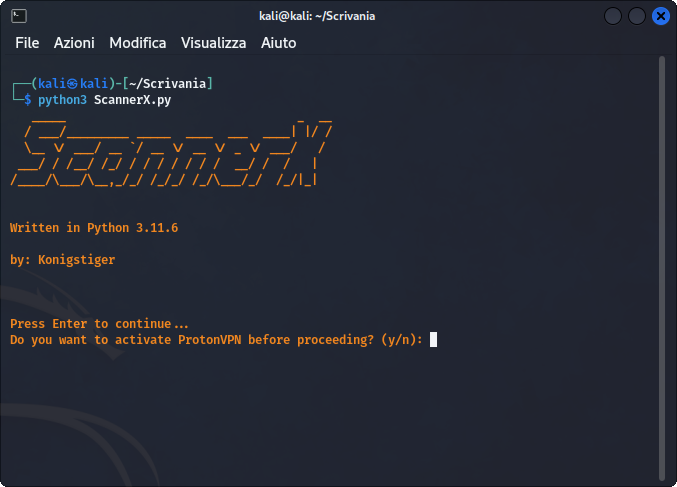 kali@kali: ~/Scrivania
File Azioni Modifica Visualizza Aiuto
┌──(kali㉿kali)-[~/Scrivania]
└─$ python3 ScannerX.py
ScannerX
Written in Python 3.11.6
by: Konigstiger
Press Enter to continue...
Do you want to activate ProtonVPN before proceeding? (y/n):